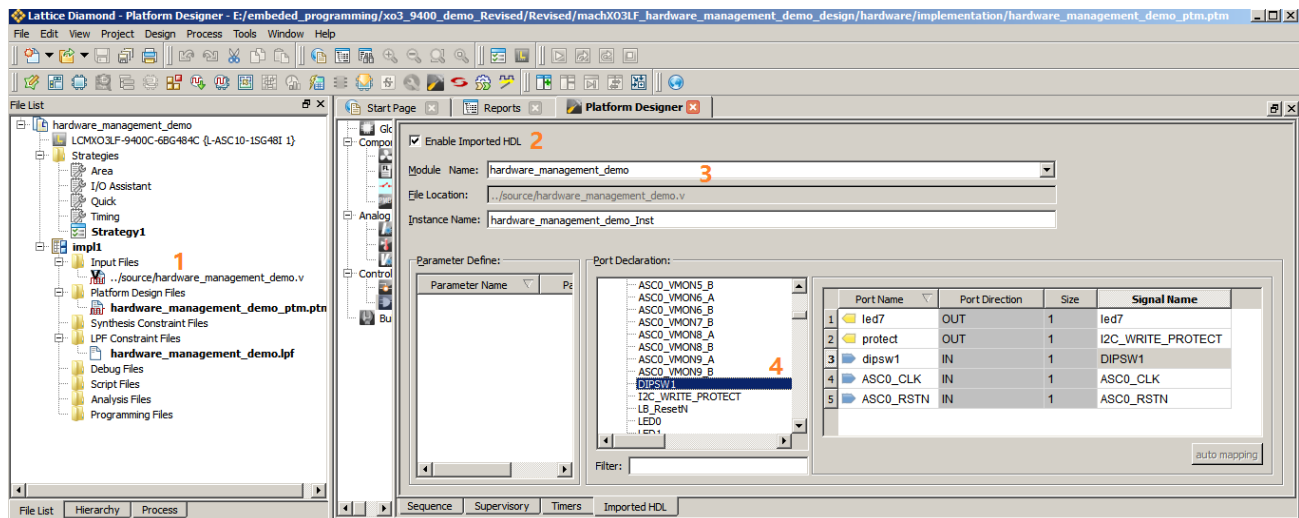 Lattice Diamond - Platform Designer - E:/embeded_programming/xo3_9400_demo_Revised/Revised/machXO3LF_hardware_management_demo_design/hardware/implementation/hardware_management_demo_ptm.ptm
File Edit View Project Design Process Tools Window Help
File List
Start Page Reports Platform Designer
hardware_management_demo
LCMXO3LF-9400C-6BG484C {L-ASC10-1SG48I 1}
Strategies
Area
I/O Assistant
Quick
Timing
Strategy1
impl1
Input Files 1
../source/hardware_management_demo.v
Platform Design Files
hardware_management_demo_ptm.ptm
Synthesis Constraint Files
LPF Constraint Files
hardware_management_demo.lpf
Debug Files
Script Files
Analysis Files
Programming Files
File List Hierarchy Process
Glo
Compo
Analog
Control
Bu
Enable Imported HDL 2
Module Name: hardware_management_demo 3
File Location: ../source/hardware_management_demo.v
Instance Name: hardware_management_demo_Inst
Parameter Define:
Parameter Name Pa
Port Declaration:
ASC0_VMON5_B
ASC0_VMON6_A
ASC0_VMON6_B
ASC0_VMON7_B
ASC0_VMON8_A
ASC0_VMON8_B
ASC0_VMON9_A
ASC0_VMON9_B 4
DIPSW1
I2C_WRITE_PROTECT
LB_ResetN
LED0
LED1
Filter:
Port Name Port Direction Size Signal Name
1 led7 OUT 1 led7
2 protect OUT 1 I2C_WRITE_PROTECT
3 dipsw1 IN 1 DIPSW1
4 ASC0_CLK IN 1 ASC0_CLK
5 ASC0_RSTN IN 1 ASC0_RSTN
auto mapping
Sequence Supervisory Timers Imported HDL